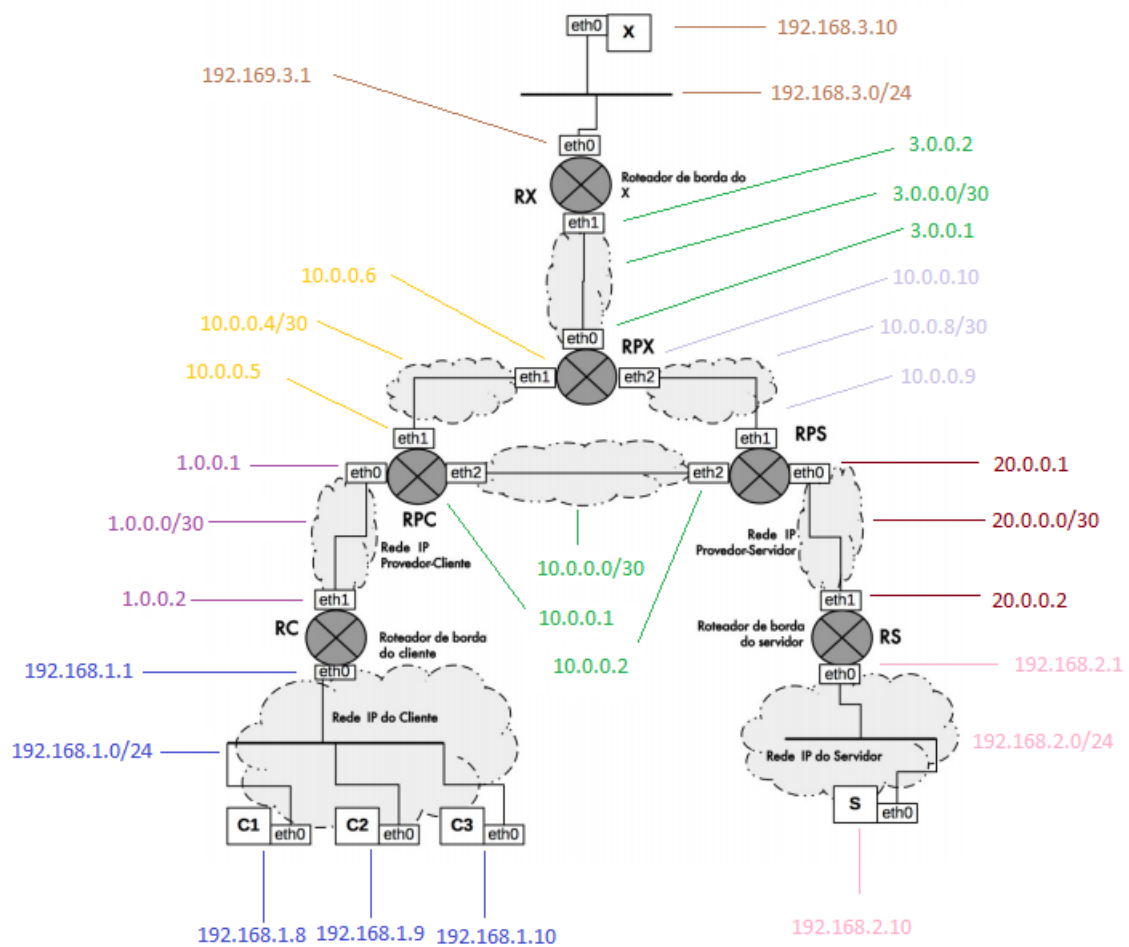 eth0
X
192.168.3.10
192.169.3.1
192.168.3.0/24
eth0
3.0.0.2
Roteador de borda do
X
RX
3.0.0.0/30
eth1
3.0.0.1
10.0.0.6
10.0.0.10
10.0.0.4/30
10.0.0.8/30
eth0
RPX
10.0.0.5
eth1
eth2
10.0.0.9
eth1
eth1
RPS
1.0.0.1
eth0
eth2
eth2
eth0
20.0.0.1
RPC
1.0.0.0/30
Rede IP
Provedor-Cliente
10.0.0.0/30
Rede IP
Provedor-Servidor
20.0.0.0/30
1.0.0.2
eth1
10.0.0.1
eth1
20.0.0.2
RC
Roteador de borda
do cliente
10.0.0.2
Roteador de borda
do servidor
RS
192.168.1.1
eth0
eth0
192.168.2.1
Rede IP do Cliente
192.168.1.0/24
192.168.2.0/24
Rede IP do Servidor
C1
eth0
C2
eth0
C3
eth0
S
eth0
192.168.1.8
192.168.1.9
192.168.1.10
192.168.2.10